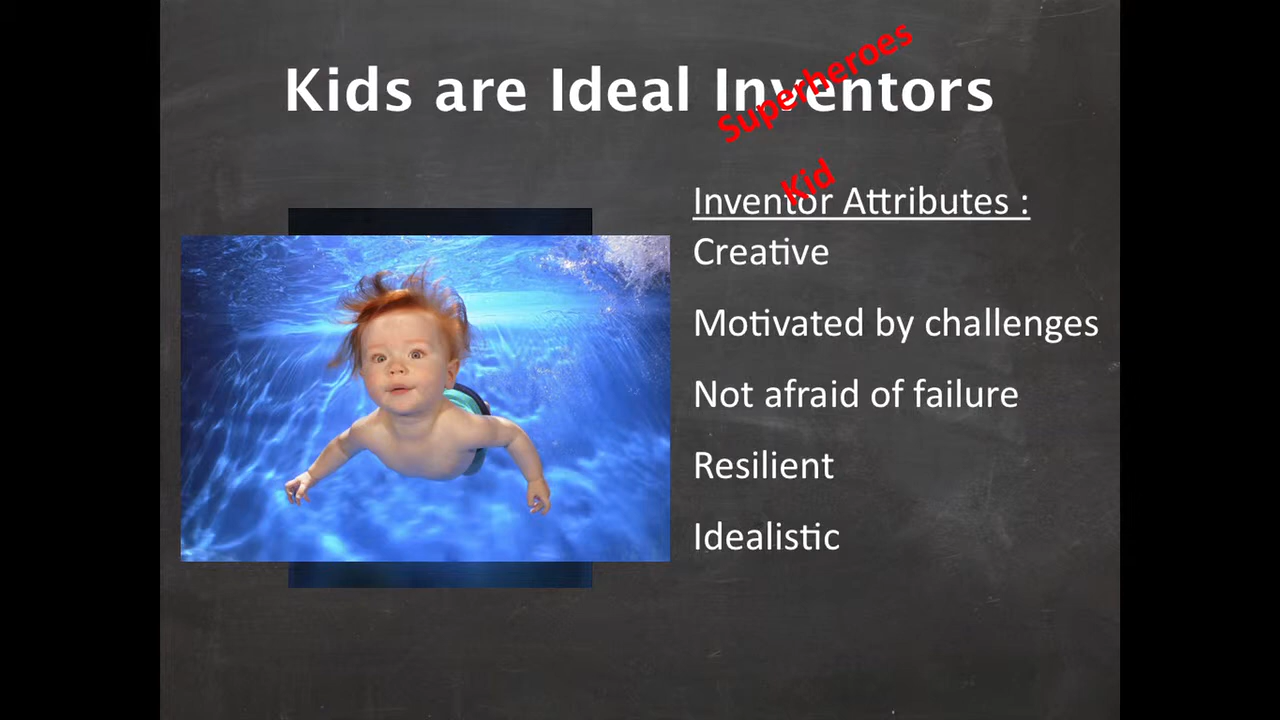 Superheroes
Kids are Ideal Inventors
Kid
Inventor Attributes :
Creative
Motivated by challenges
Not afraid of failure
Resilient
Idealistic